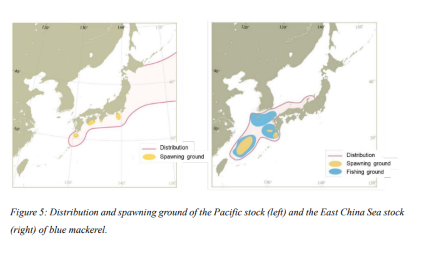 Distribution
Spawning ground
Distribution
Spawning ground
Fishing ground
Figure 5: Distribution and spawning ground of the Pacific stock (left) and the East China Sea stock
(right) of blue mackerel.